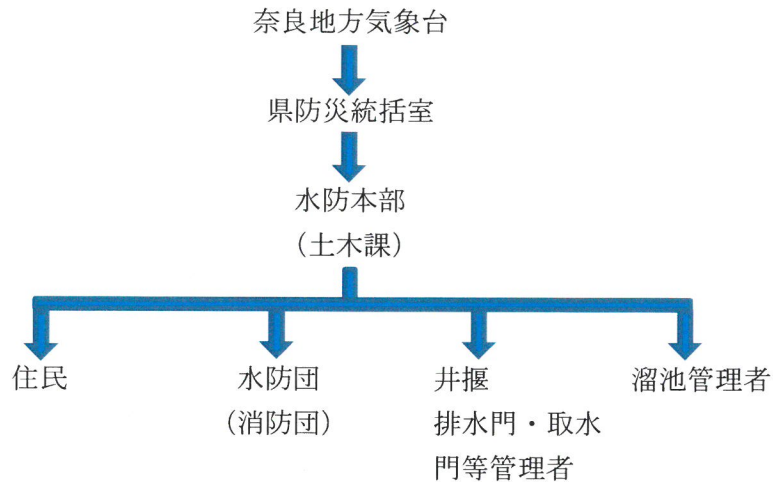 奈良地方気象台
県防災統括室
水防本部
（土木課）
住民
水防団
（消防団）
井堰
排水門・取水
門等管理者
溜池管理者